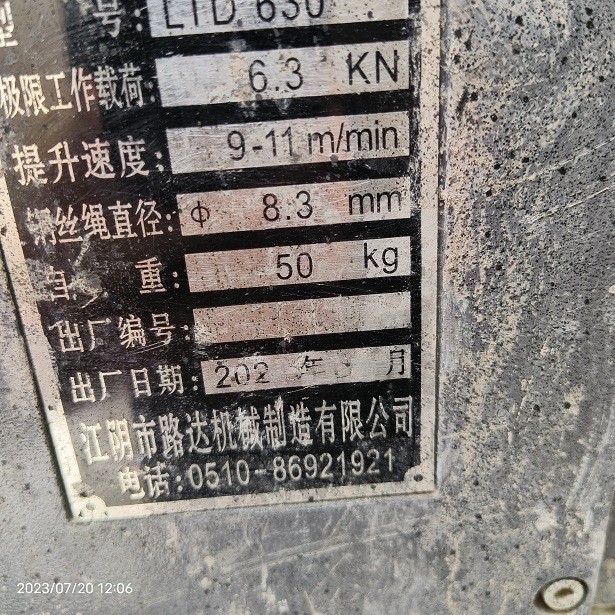 型 号: LTD 630
极限工作载荷: 6.3 KN
提升速度: 9-11 m/min
钢丝绳直径: ф 8.3 mm
自 重: 50 kg
出厂编号:
出厂日期: 202 年 月
江阴市路达机械制造有限公司
电话:0510-86921921
2023/07/20 12:06